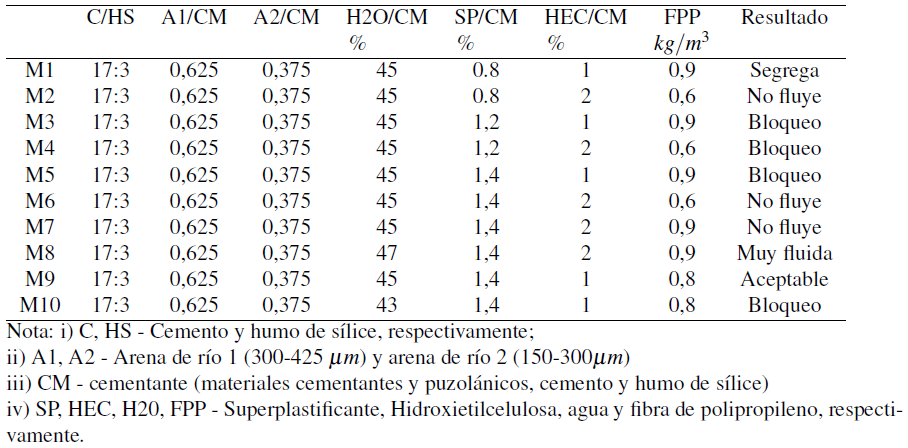 C/HS A1/CM A2/CM H2O/CM SP/CM HEC/CM FPP Resultado
% % % kg/m³
M1 17:3 0,625 0,375 45 0.8 1 0,9 Segrega
M2 17:3 0,625 0,375 45 0.8 2 0,6 No fluye
M3 17:3 0,625 0,375 45 1,2 1 0,9 Bloqueo
M4 17:3 0,625 0,375 45 1,2 2 0,6 Bloqueo
M5 17:3 0,625 0,375 45 1,4 1 0,9 Bloqueo
M6 17:3 0,625 0,375 45 1,4 2 0,6 No fluye
M7 17:3 0,625 0,375 45 1,4 2 0,9 No fluye
M8 17:3 0,625 0,375 47 1,4 2 0,9 Muy fluida
M9 17:3 0,625 0,375 45 1,4 1 0,8 Aceptable
M10 17:3 0,625 0,375 43 1,4 1 0,8 Bloqueo
Nota: i) C, HS - Cemento y humo de sílice, respectivamente;
ii) A1, A2 - Arena de río 1 (300-425 μm) y arena de río 2 (150-300μm)
iii) CM - cementante (materiales cementantes y puzolánicos, cemento y humo de sílice)
iv) SP, HEC, H20, FPP - Superplastificante, Hidroxietilcelulosa, agua y fibra de polipropileno, respecti-
vamente.